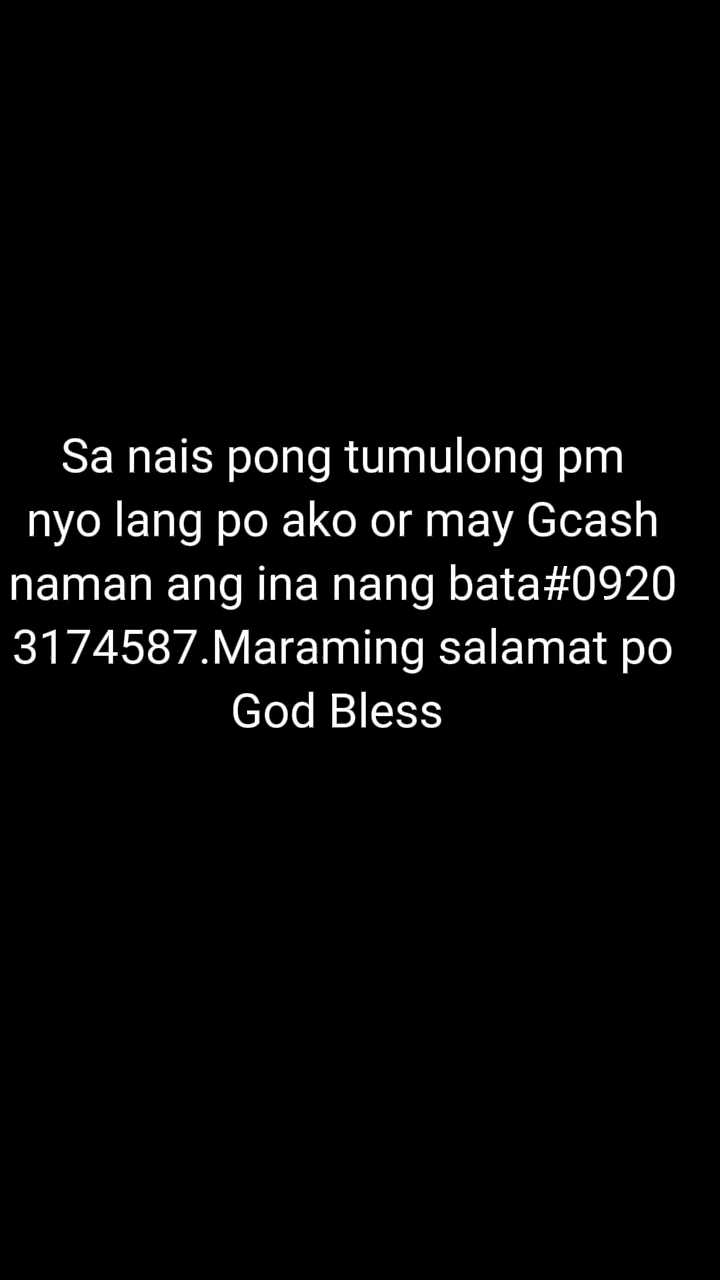 Sa nais pong tumulong pm
nyo lang po ako or may Gcash
naman ang ina nang bata#0920
3174587.Maraming salamat po
God Bless